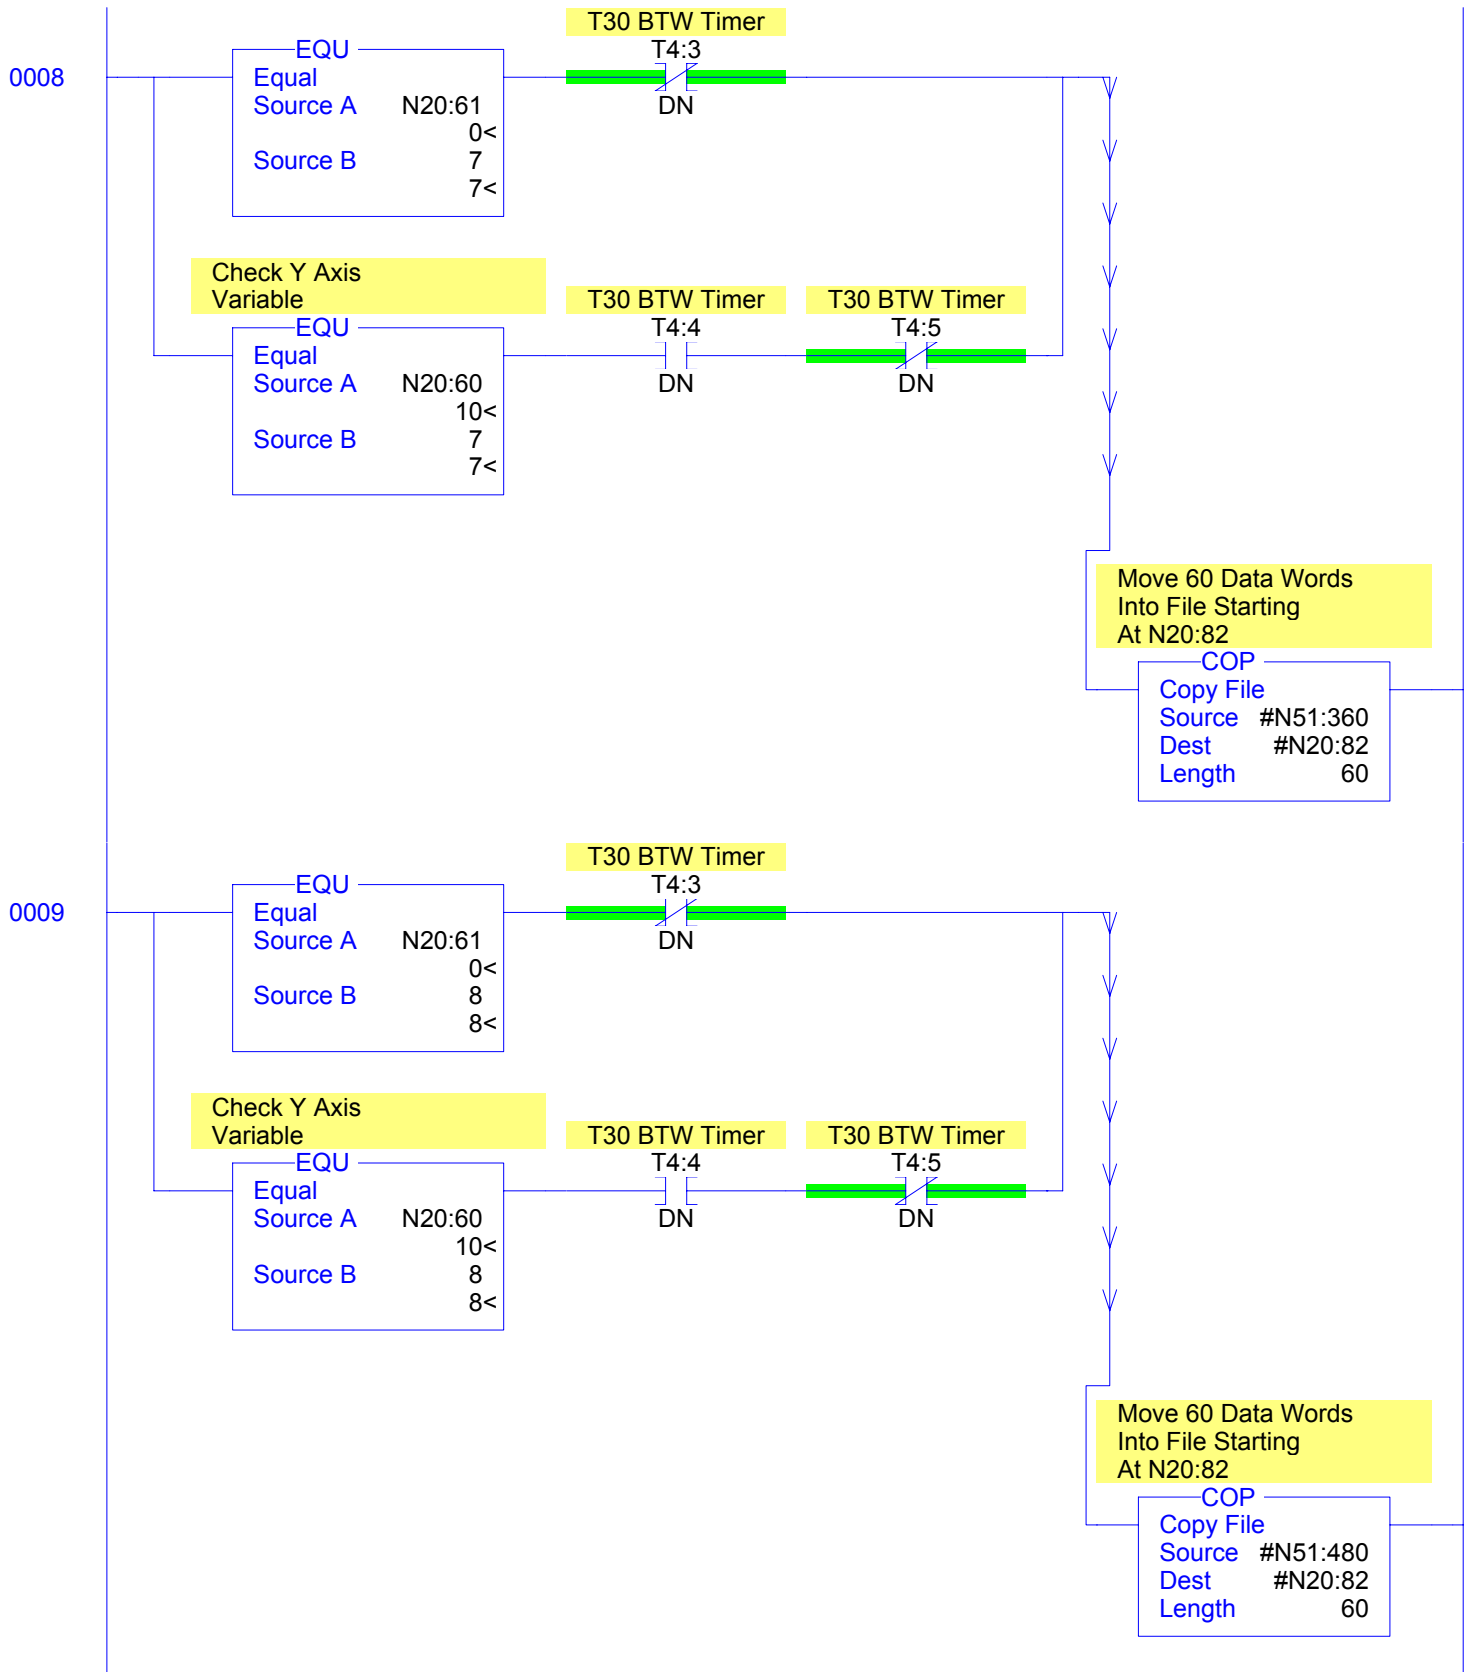 T30 BTW Timer
EQU
T4:3
0008
Equal
DN
Source A N20:61
0<
Source B 7
7<
Check Y Axis
Variable
T30 BTW Timer
T30 BTW Timer
EQU
T4:4
T4:5
Equal
DN
DN
Source A N20:60
10<
Source B 7
7<
Move 60 Data Words
Into File Starting
At N20:82
COP
Copy File
Source #N51:360
Dest #N20:82
Length 60
T30 BTW Timer
EQU
T4:3
0009
Equal
DN
Source A N20:61
0<
Source B 8
8<
Check Y Axis
Variable
T30 BTW Timer
T30 BTW Timer
EQU
T4:4
T4:5
Equal
DN
DN
Source A N20:60
10<
Source B 8
8<
Move 60 Data Words
Into File Starting
At N20:82
COP
Copy File
Source #N51:480
Dest #N20:82
Length 60